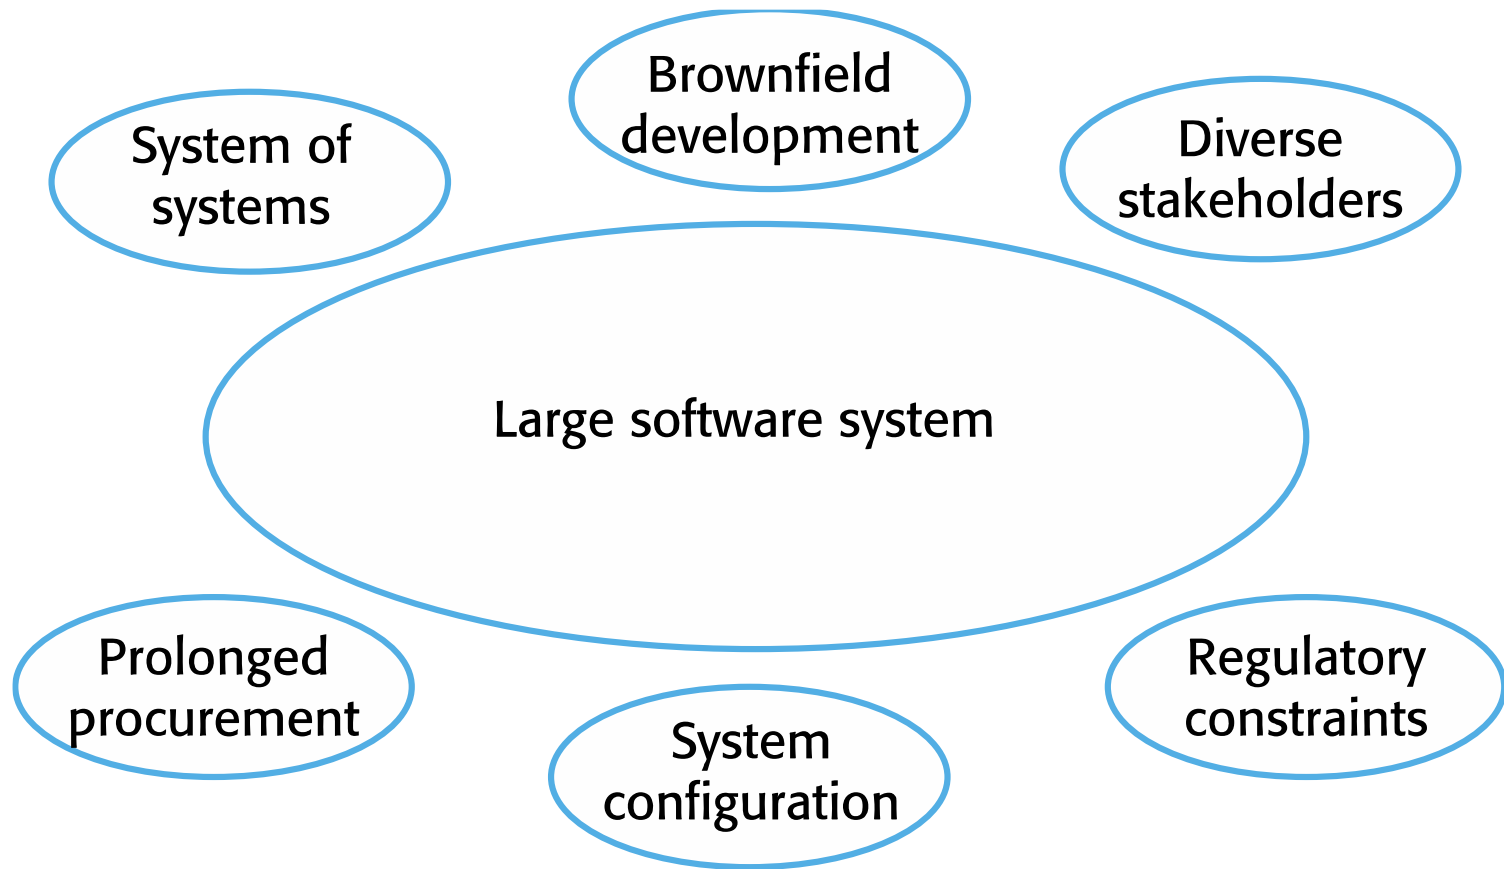 Brownfield
development
System of
systems
Diverse
stakeholders
Large software system
Prolonged
procurement
System
configuration
Regulatory
constraints